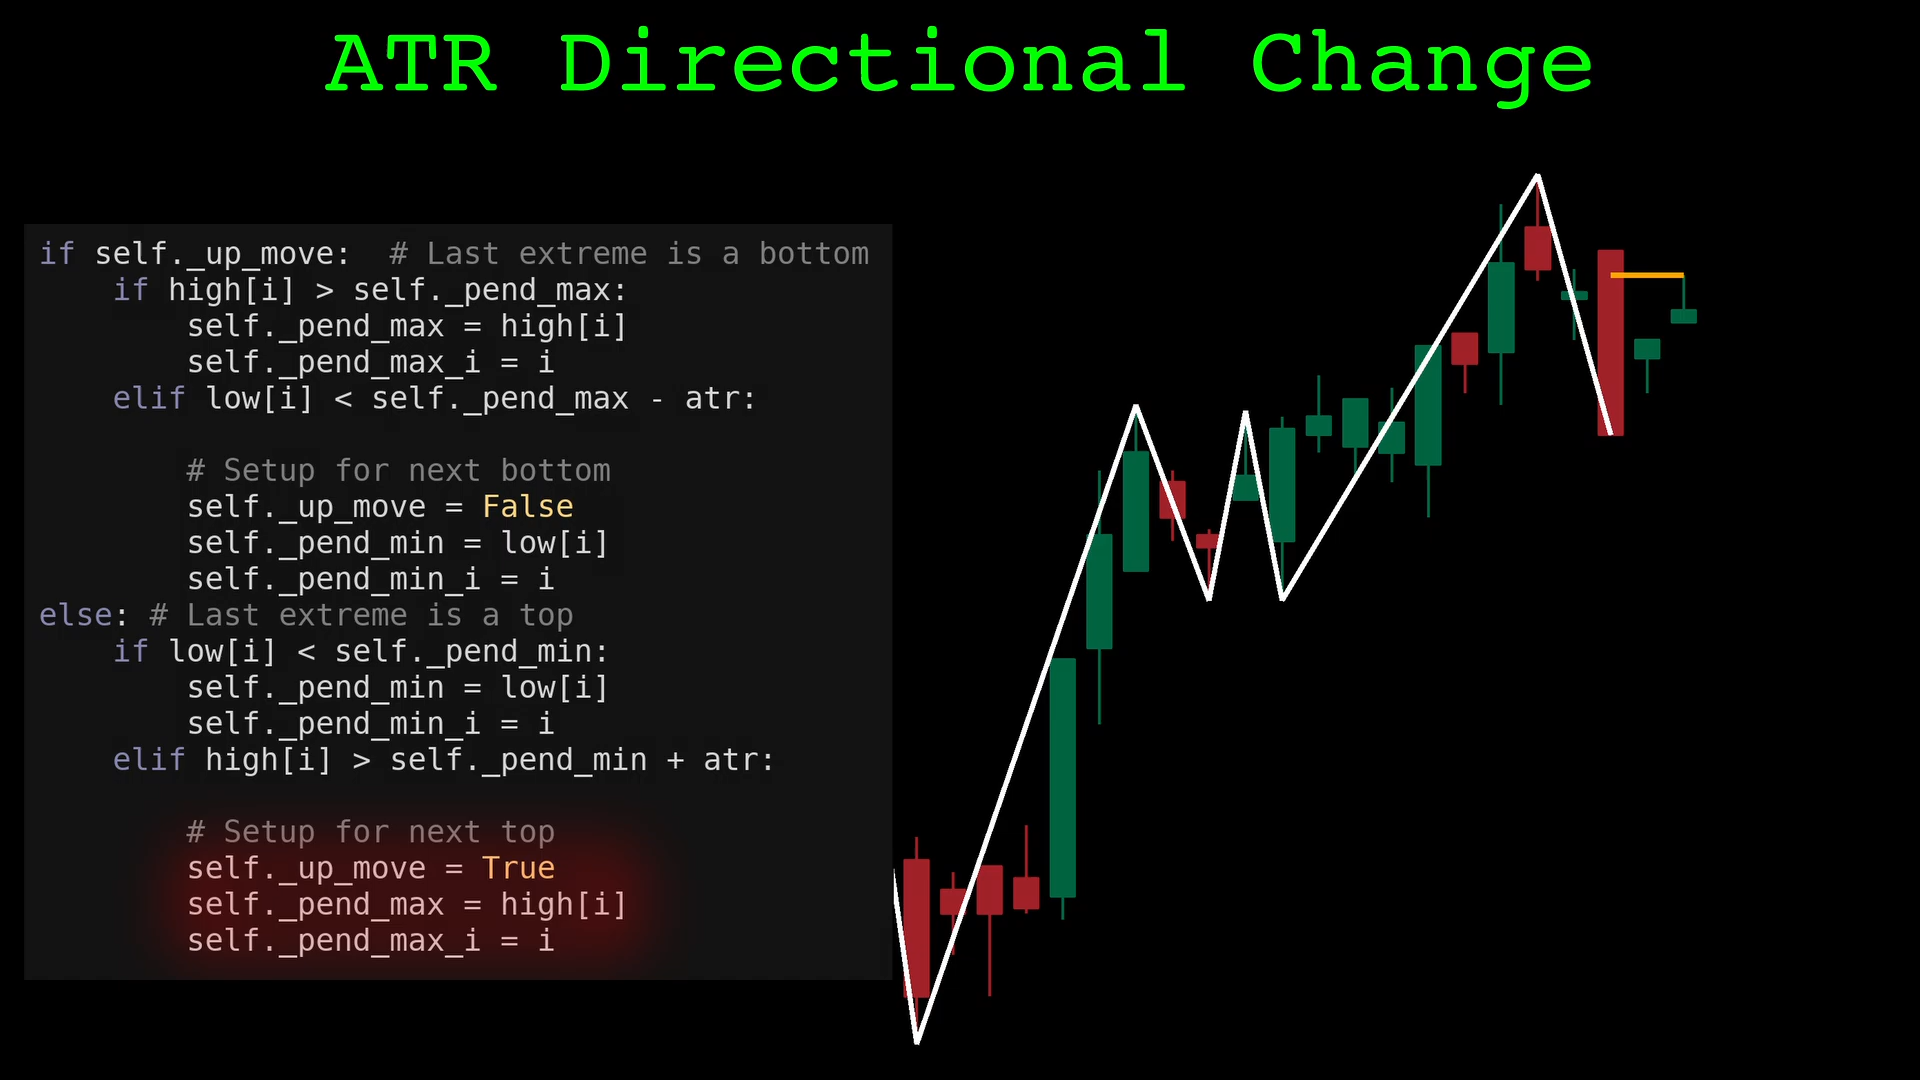 ATR Directional Change
if self._up_move:  # Last extreme is a bottom
    if high[i] > self._pend_max:
        self._pend_max = high[i]
        self._pend_max_i = i
    elif low[i] < self._pend_max - atr:
        # Setup for next bottom
        self._up_move = False
        self._pend_min = low[i]
        self._pend_min_i = i
else: # Last extreme is a top
    if low[i] < self._pend_min:
        self._pend_min = low[i]
        self._pend_min_i = i
    elif high[i] > self._pend_min + atr:
        # Setup for next top
        self._up_move = True
        self._pend_max = high[i]
        self._pend_max_i = i